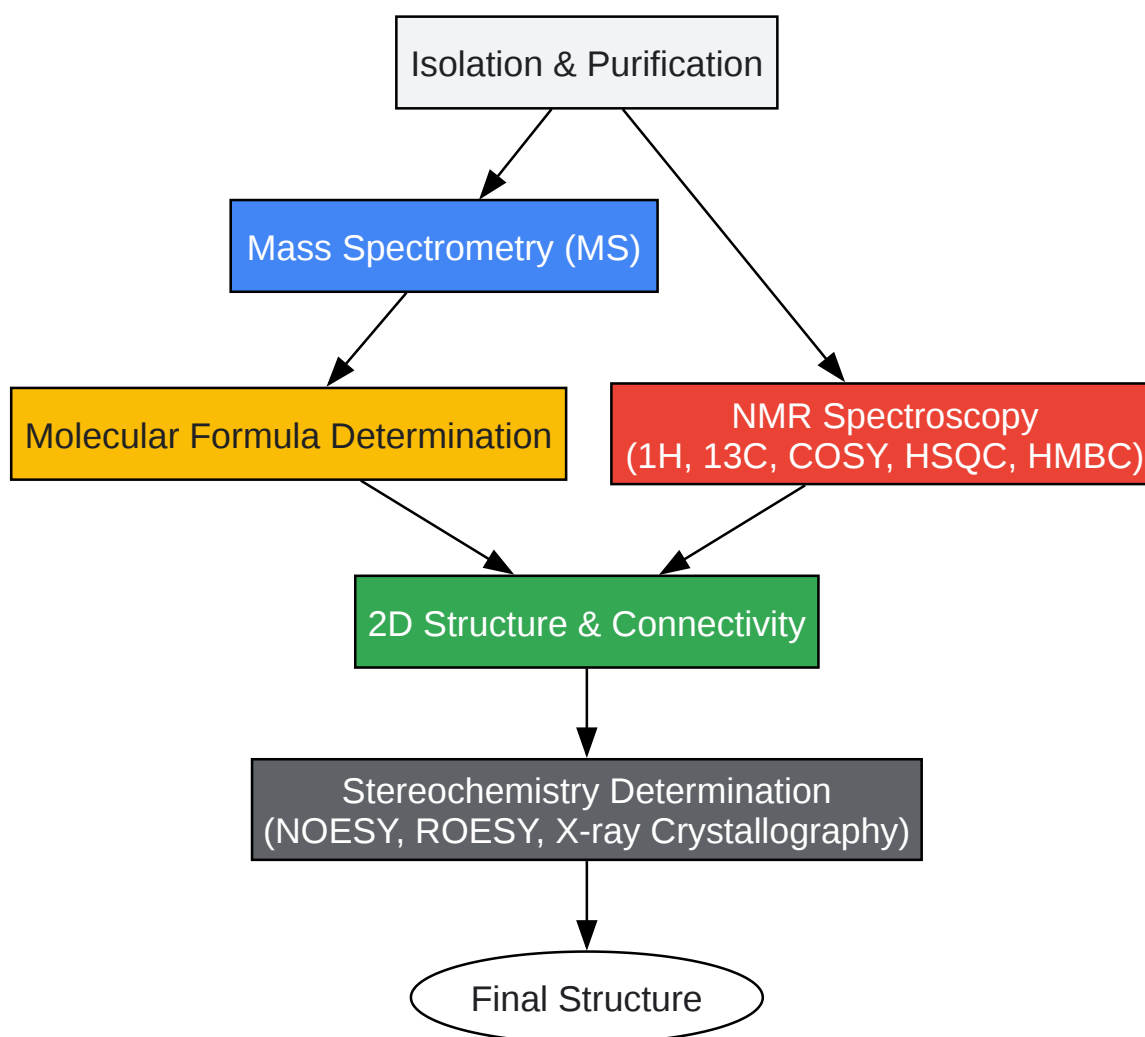 Isolation & Purification
Mass Spectrometry (MS)
Molecular Formula Determination
NMR Spectroscopy
(1H, 13C, COSY, HSQC, HMBC)
2D Structure & Connectivity
Stereochemistry Determination
(NOESY, ROESY, X-ray Crystallography)
Final Structure